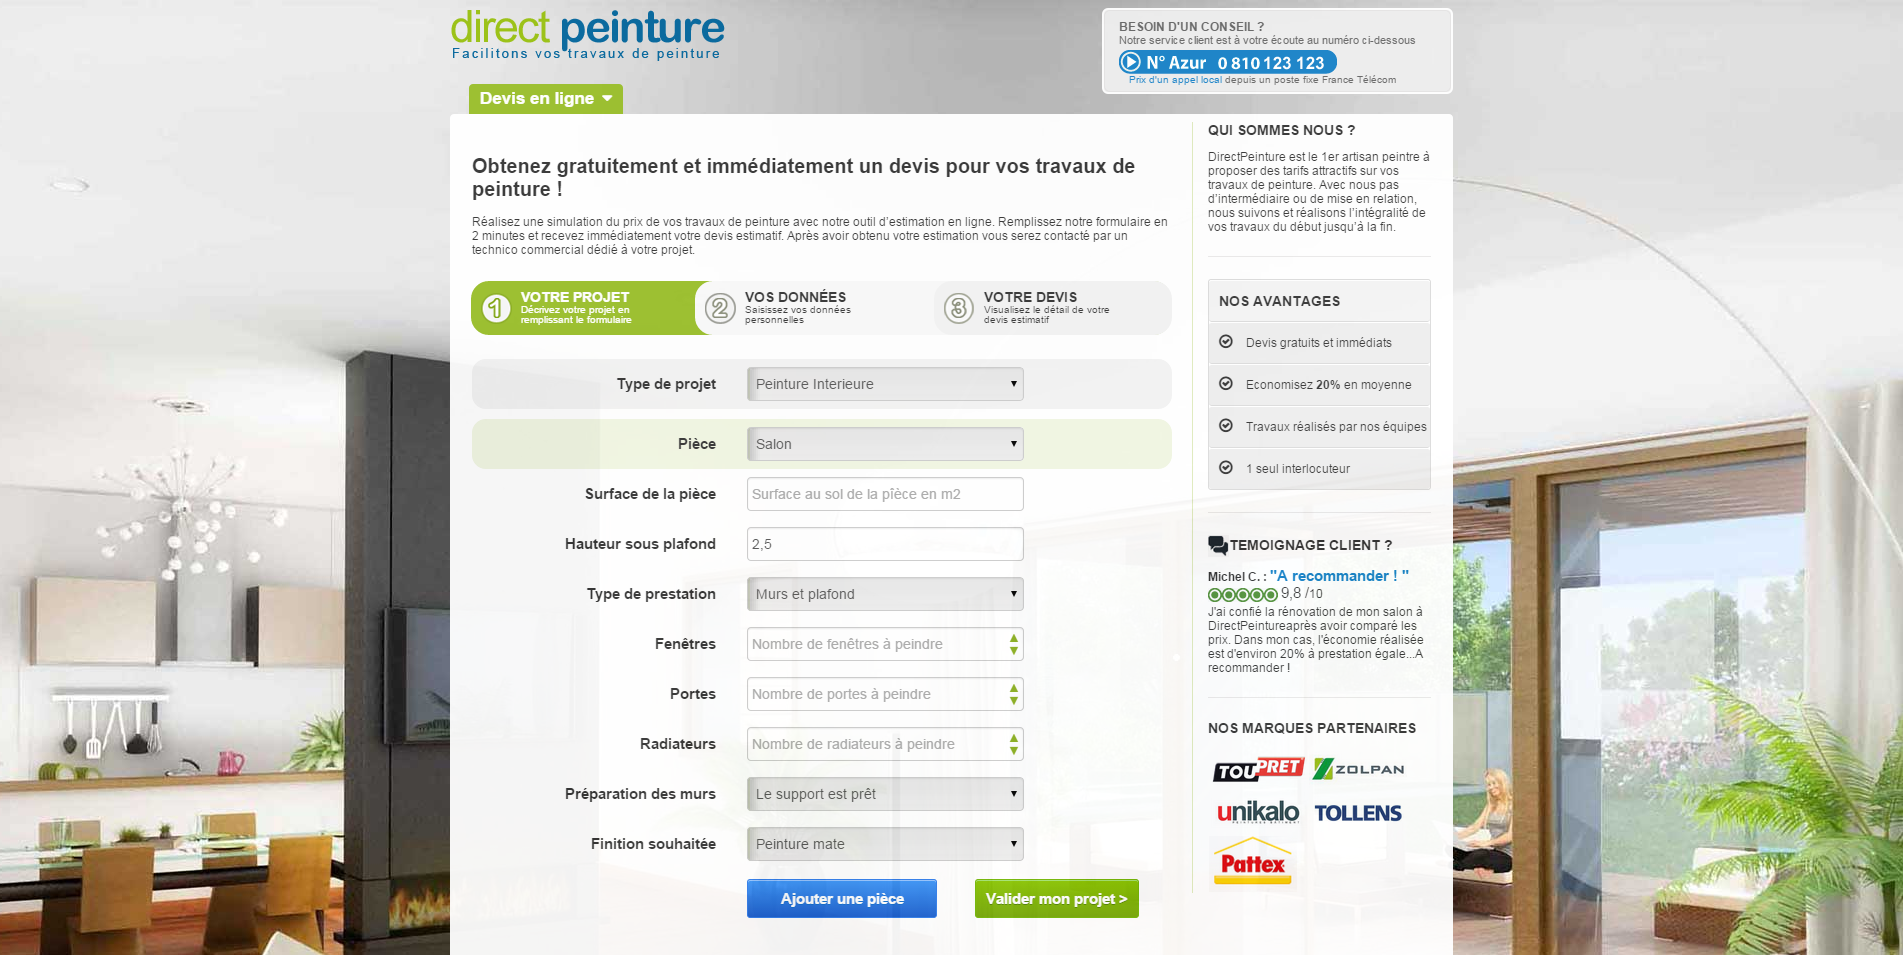 direct peinture
Facilitons vos travaux de peinture
BESOIN D'UN CONSEIL ?
Notre service client est à votre écoute au numéro ci-dessous
N° Azur 0 810 123 123
Prix d'un appel local depuis un poste fixe France Télécom
Devis en ligne
Obtenez gratuitement et immédiatement un devis pour vos travaux de
peinture !
Réalisez une simulation du prix de vos travaux de peinture avec notre outil d'estimation en ligne. Remplissez notre formulaire en
2 minutes et recevez immédiatement votre devis estimatif. Après avoir obtenu votre estimation vous serez contacté par un
technico commercial dédié à votre projet.
1 VOTRE PROJET
Décrivez votre projet en
remplissant le formulaire
2 VOS DONNÉES
Saisissez vos données
personnelles
3 VOTRE DEVIS
Visualisez le détail de votre
devis estimatif
Type de projet Peinture Interieure
Pièce Salon
Surface de la pièce Surface au sol de la pîèce en m2
Hauteur sous plafond 2,5
Type de prestation Murs et plafond
Fenêtres Nombre de fenêtres à peindre
Portes Nombre de portes à peindre
Radiateurs Nombre de radiateurs à peindre
Préparation des murs Le support est prêt
Finition souhaitée Peinture mate
Ajouter une pièce Valider mon projet >
QUI SOMMES NOUS ?
DirectPeinture est le 1er artisan peintre à
proposer des tarifs attractifs sur vos
travaux de peinture. Avec nous pas
d'intermédiaire ou de mise en relation,
nous suivons et réalisons l'intégralité de
vos travaux du début jusqu'à la fin.
NOS AVANTAGES
Devis gratuits et immédiats
Economisez 20% en moyenne
Travaux réalisés par nos équipes
1 seul interlocuteur
TEMOIGNAGE CLIENT ?
Michel C. : "A recommander ! "
9,8 /10
J'ai confié la rénovation de mon salon à
DirectPeintureaprès avoir comparé les
prix. Dans mon cas, l'économie réalisée
est d'environ 20% à prestation égale...A
recommander !
NOS MARQUES PARTENAIRES
TOUPRET ZOLPAN
unikalo TOLLENS
Pattex